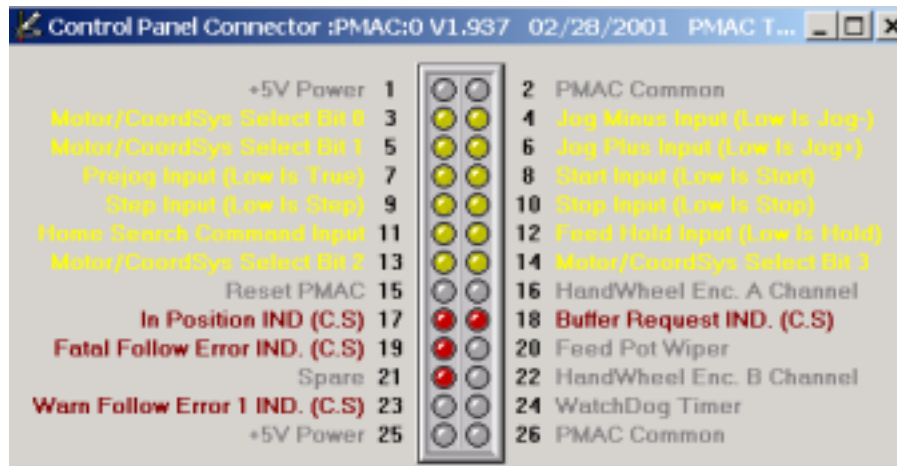 Control Panel Connector :PMAC:0 V1.937 02/28/2001 PMAC T...
+5V Power 1 2 PMAC Common
Motor/CoordSys Select Bit 0 3 4 Jog Minus Input (Low Is Jog-)
Motor/CoordSys Select Bit 1 5 6 Jog Plus Input (Low Is Jog+)
Prejog Input (Low Is True) 7 8 Start Input (Low Is Start)
Step Input (Low Is Step) 9 10 Stop Input (Low Is Stop)
Home Search Command Input 11 12 Feed Hold Input (Low Is Hold)
Motor/CoordSys Select Bit 2 13 14 Motor/CoordSys Select Bit 3
Reset PMAC 15 16 HandWheel Enc. A Channel
In Position IND (C.S) 17 18 Buffer Request IND. (C.S)
Fatal Follow Error IND. (C.S) 19 20 Feed Pot Wiper
Spare 21 22 HandWheel Enc. B Channel
Warn Follow Error 1 IND. (C.S) 23 24 WatchDog Timer
+5V Power 25 26 PMAC Common